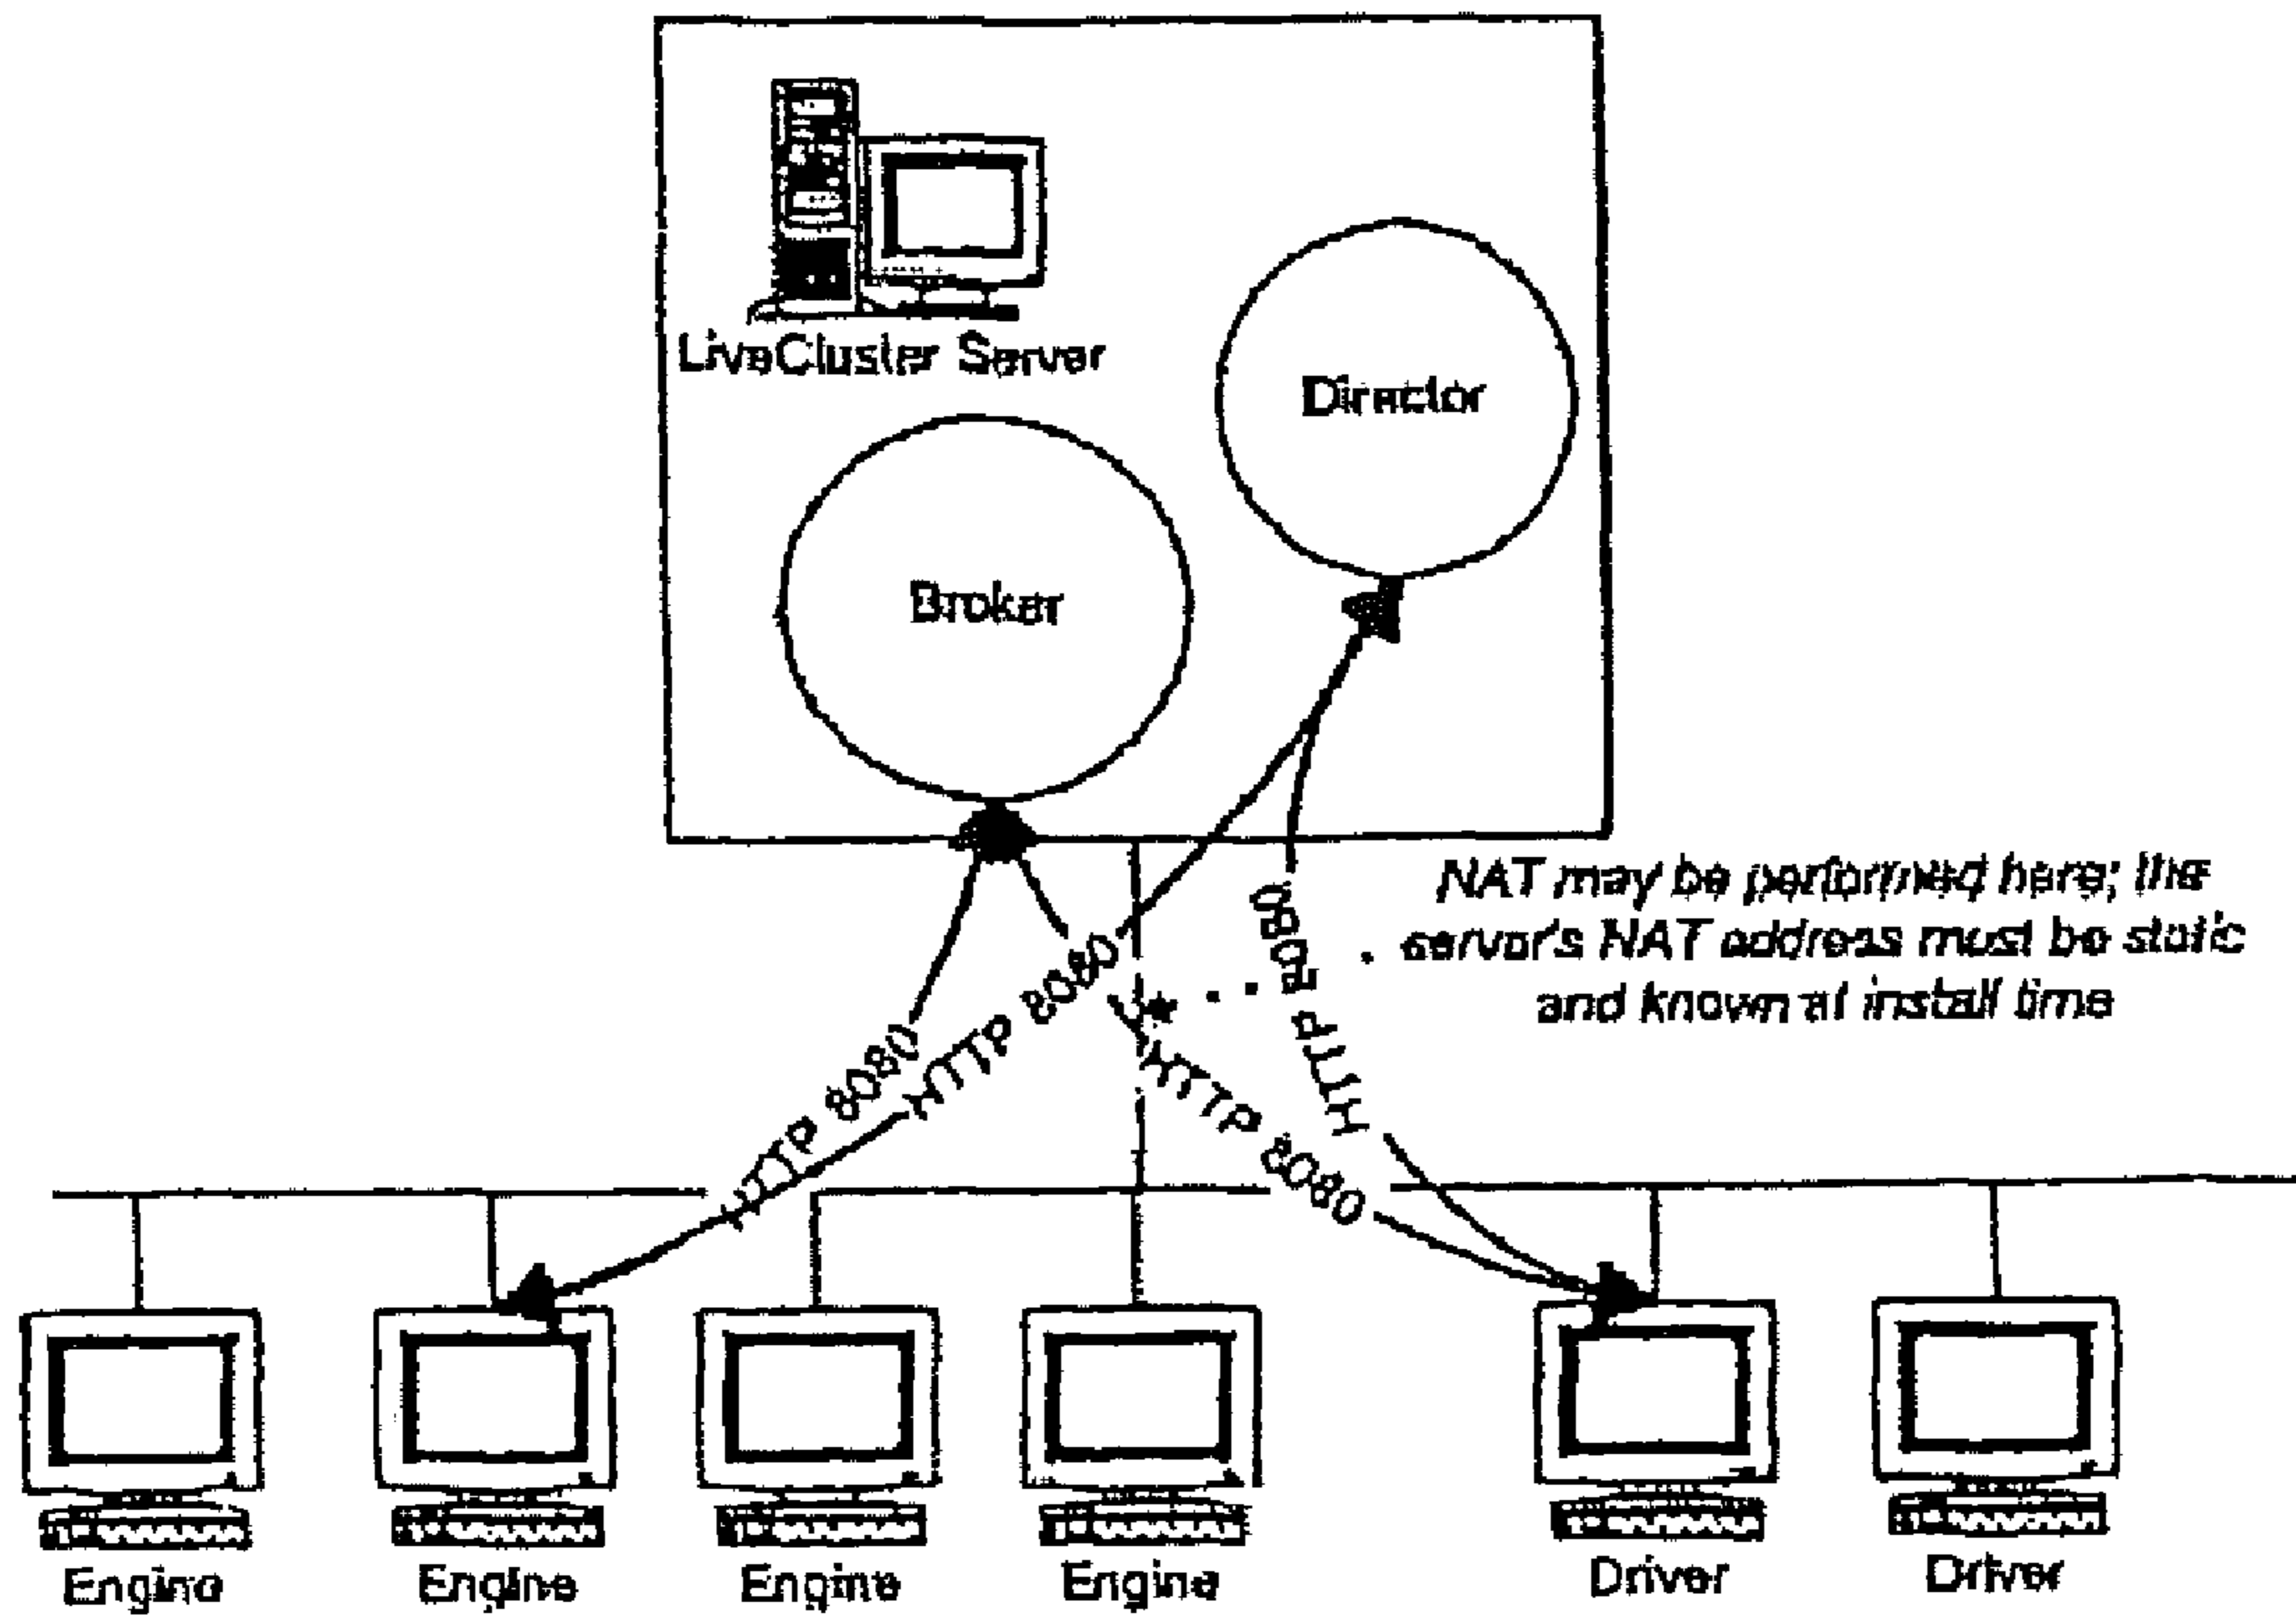 LiveCluster Server
Director
Broker
NAT may be performed here; the
server's NAT address must be static
and known at install time
HTTP 8080
HTTP 8080
HTTP 8080
HTTP 8080
Engine
Engine
Engine
Engine
Driver
Driver